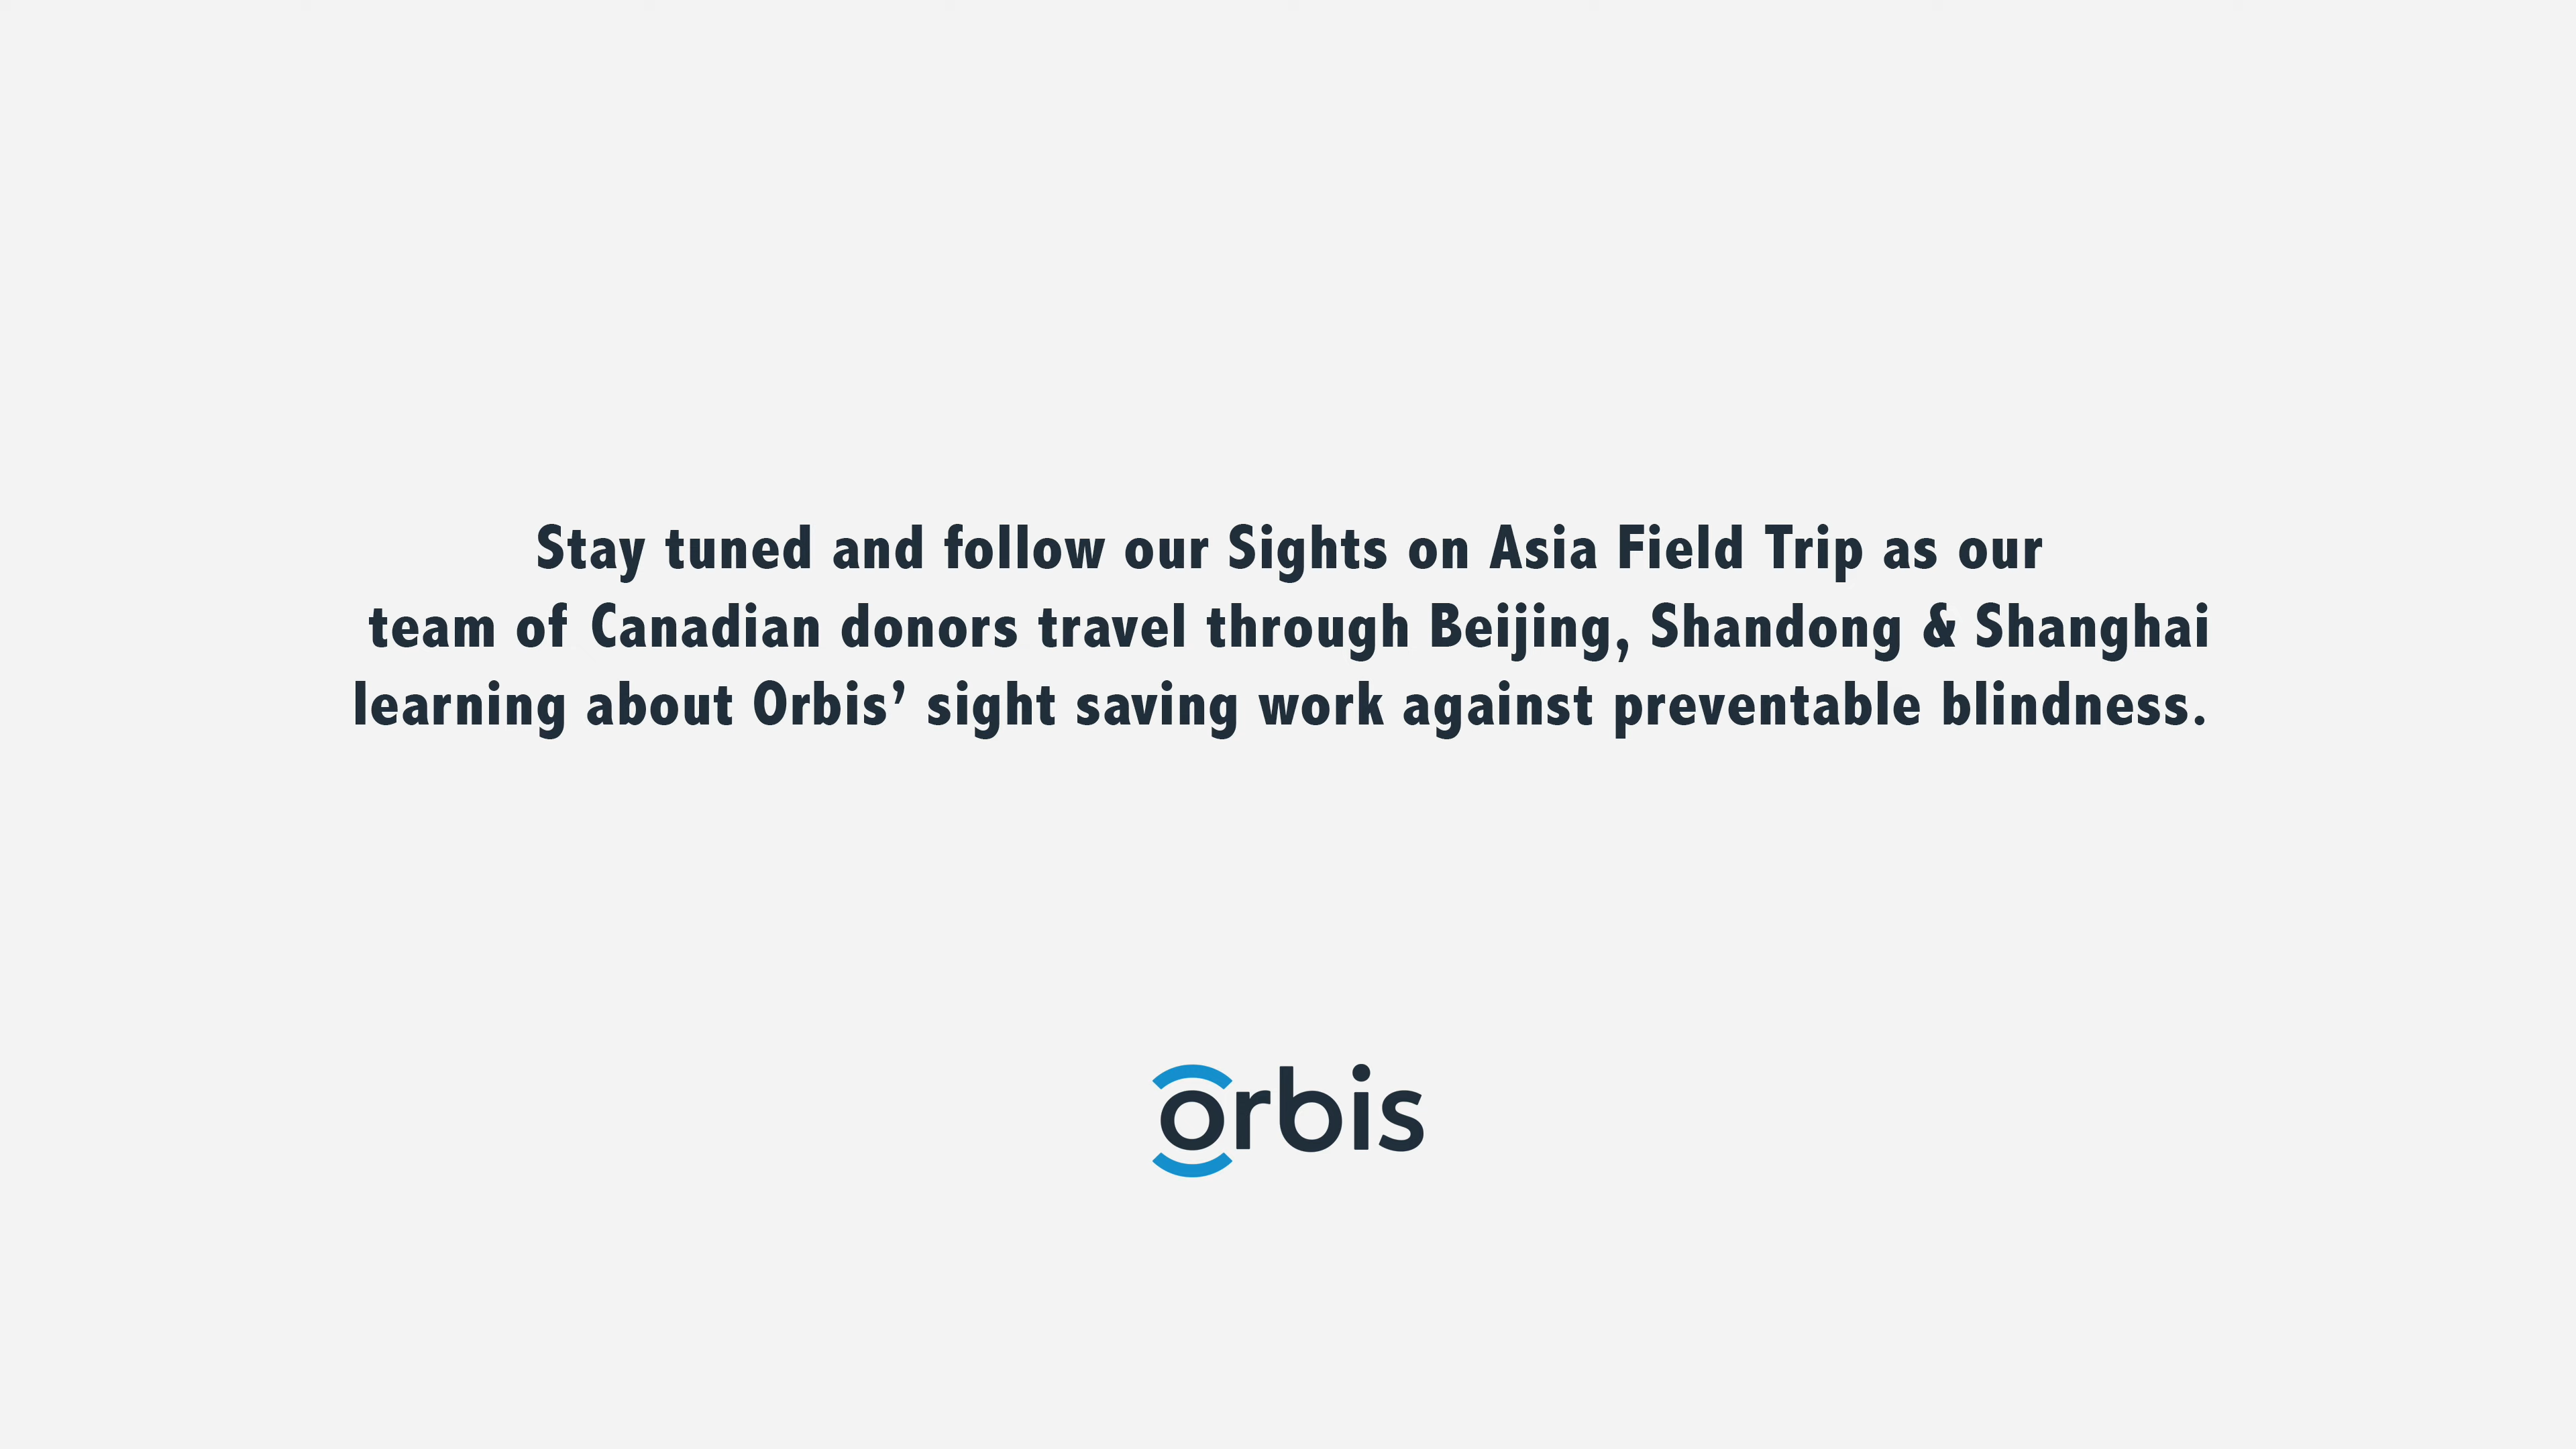 Stay tuned and follow our Sights on Asia Field Trip as our
team of Canadian donors travel through Beijing, Shandong & Shanghai
learning about Orbis’ sight saving work against preventable blindness.
orbis